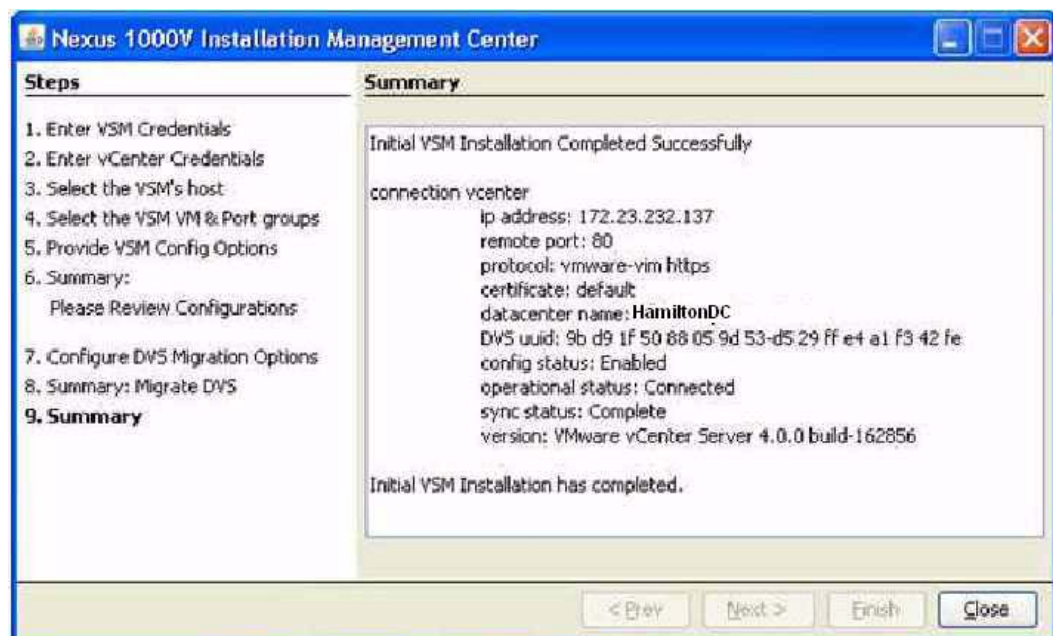 Nexus 1000V Installation Management Center
Steps
1. Enter VSM Credentials
2. Enter vCenter Credentials
3. Select the VSM's host
4. Select the VSM VM & Port groups
5. Provide VSM Config Options
6. Summary:
Please Review Configurations
7. Configure DVS Migration Options
8. Summary: Migrate DVS
9. Summary
Summary
Initial VSM Installation Completed Successfully
connection vcenter
ip address: 172.23.232.137
remote port: 80
protocol: vmware-vim https
certificate: default
datacenter name: HamiltonDC
DVS uuid: 9b d9 1f 50 88 05 9d 53-d5 29 ff e4 a1 f3 42 fe
config status: Enabled
operational status: Connected
sync status: Complete
version: VMware vCenter Server 4.0.0 build-162856
Initial VSM Installation has completed.
< Prev
Next >
Finish
Close